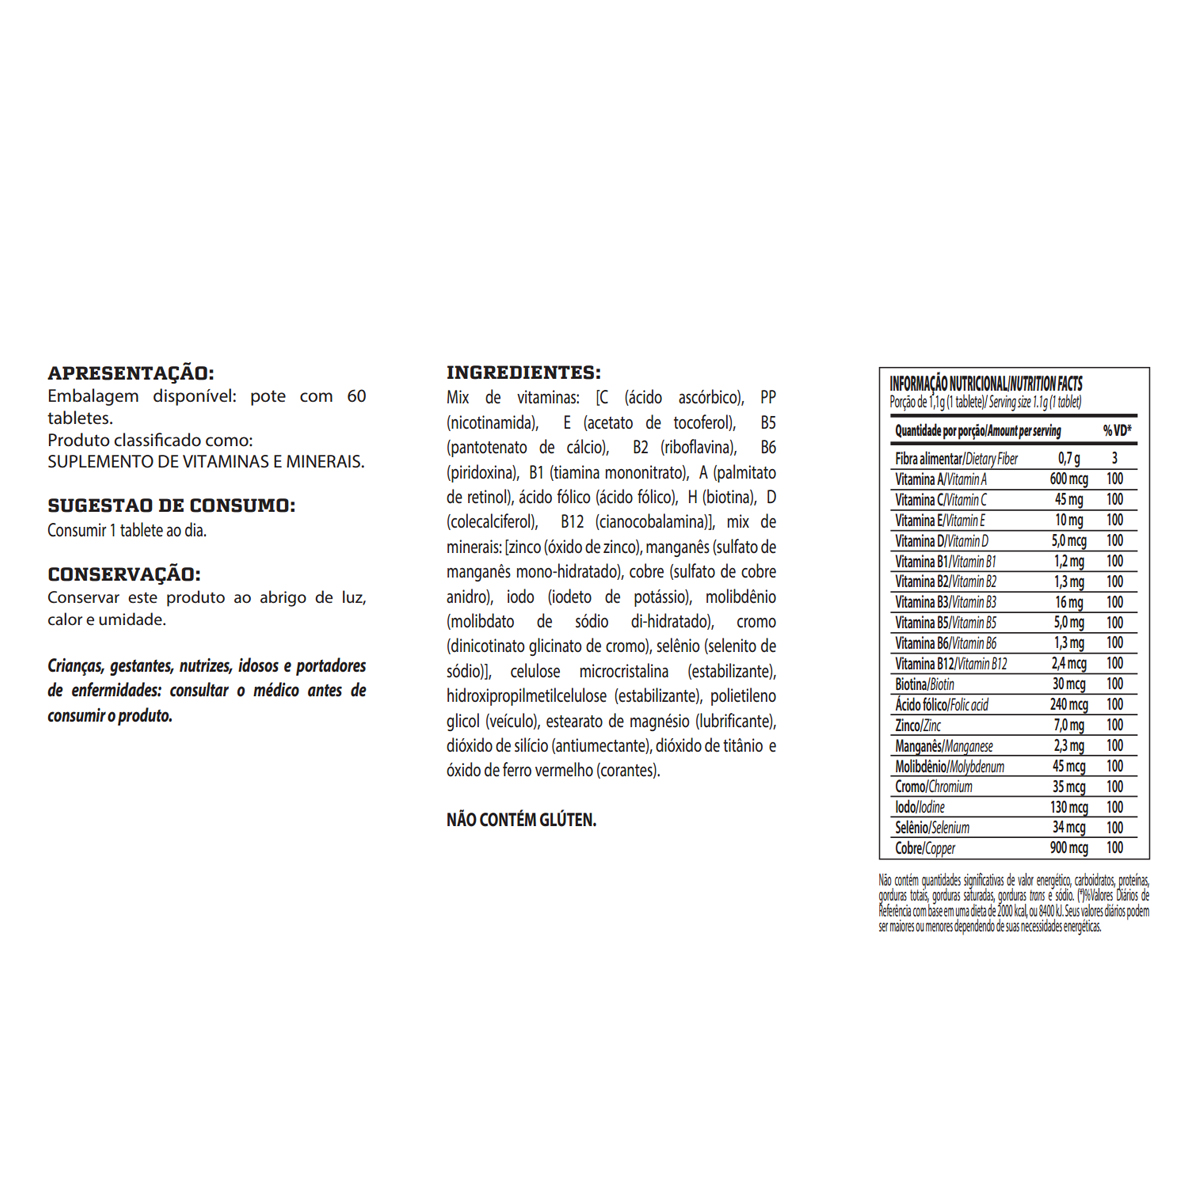 APRESENTAÇÃO:
Embalagem disponível: pote com 60
tabletes.
Produto classificado como:
SUPLEMENTO DE VITAMINAS E MINERAIS.
SUGESTAO DE CONSUMO:
Consumir 1 tablete ao dia.
CONSERVAÇÃO:
Conservar este produto ao abrigo de luz,
calor e umidade.
Crianças, gestantes, nutrizes, idosos e portadores
de enfermidades: consultar o médico antes de
consumir o produto.
INGREDIENTES:
Mix de vitaminas: [C (ácido ascórbico), PP
(nicotinamida), E (acetato de tocoferol), B5
(pantotenato de cálcio), B2 (riboflavina), B6
(piridoxina), B1 (tiamina mononitrato), A (palmitato
de retinol), ácido fólico (ácido fólico), H (biotina), D
(colecalciferol), B12 (cianocobalamina)], mix de
minerais: [zinco (óxido de zinco), manganês (sulfato de
manganês mono-hidratado), cobre (sulfato de cobre
anidro), iodo (iodeto de potássio), molibdênio
(molibdato de sódio di-hidratado), cromo
(dinicotinato glicinato de cromo), selênio (selenito de
sódio)], celulose microcristalina (estabilizante),
hidroxipropilmetilcelulose (estabilizante), polietileno
glicol (veículo), estearato de magnésio (lubrificante),
dióxido de silício (antiumectante), dióxido de titânio e
óxido de ferro vermelho (corantes).
NÃO CONTÉM GLÚTEN.
INFORMAÇÃO NUTRICIONAL/NUTRITION FACTS
Porção de 1,1g (1 tablete)/ Serving size 1.1g (1 tablet)
Quantidade por porção/Amount per serving % VD*
Fibra alimentar/Dietary Fiber 0,7 g 3
Vitamina A/Vitamin A 600 mcg 100
Vitamina C/Vitamin C 45 mg 100
Vitamina E/Vitamin E 10 mg 100
Vitamina D/Vitamin D 5,0 mcg 100
Vitamina B1/Vitamin B1 1,2 mg 100
Vitamina B2/Vitamin B2 1,3 mg 100
Vitamina B3/Vitamin B3 16 mg 100
Vitamina B5/Vitamin B5 5,0 mg 100
Vitamina B6/Vitamin B6 1,3 mg 100
Vitamina B12/Vitamin B12 2,4 mcg 100
Biotina/Biotin 30 mcg 100
Ácido fólico/Folic acid 240 mcg 100
Zinco/Zinc 7,0 mg 100
Manganês/Manganese 2,3 mg 100
Molibdênio/Molybdenum 45 mcg 100
Cromo/Chromium 35 mcg 100
Iodo/Iodine 130 mcg 100
Selênio/Selenium 34 mcg 100
Cobre/Copper 900 mcg 100
Não contém quantidades significativas de valor energético, carboidratos, proteínas,
gorduras totais, gorduras saturadas, gorduras trans e sódio. (*)%Valores Diários de
Referência com base em uma dieta de 2000 kcal, ou 8400 kJ. Seus valores diários podem
ser maiores ou menores dependendo de suas necessidades energéticas.